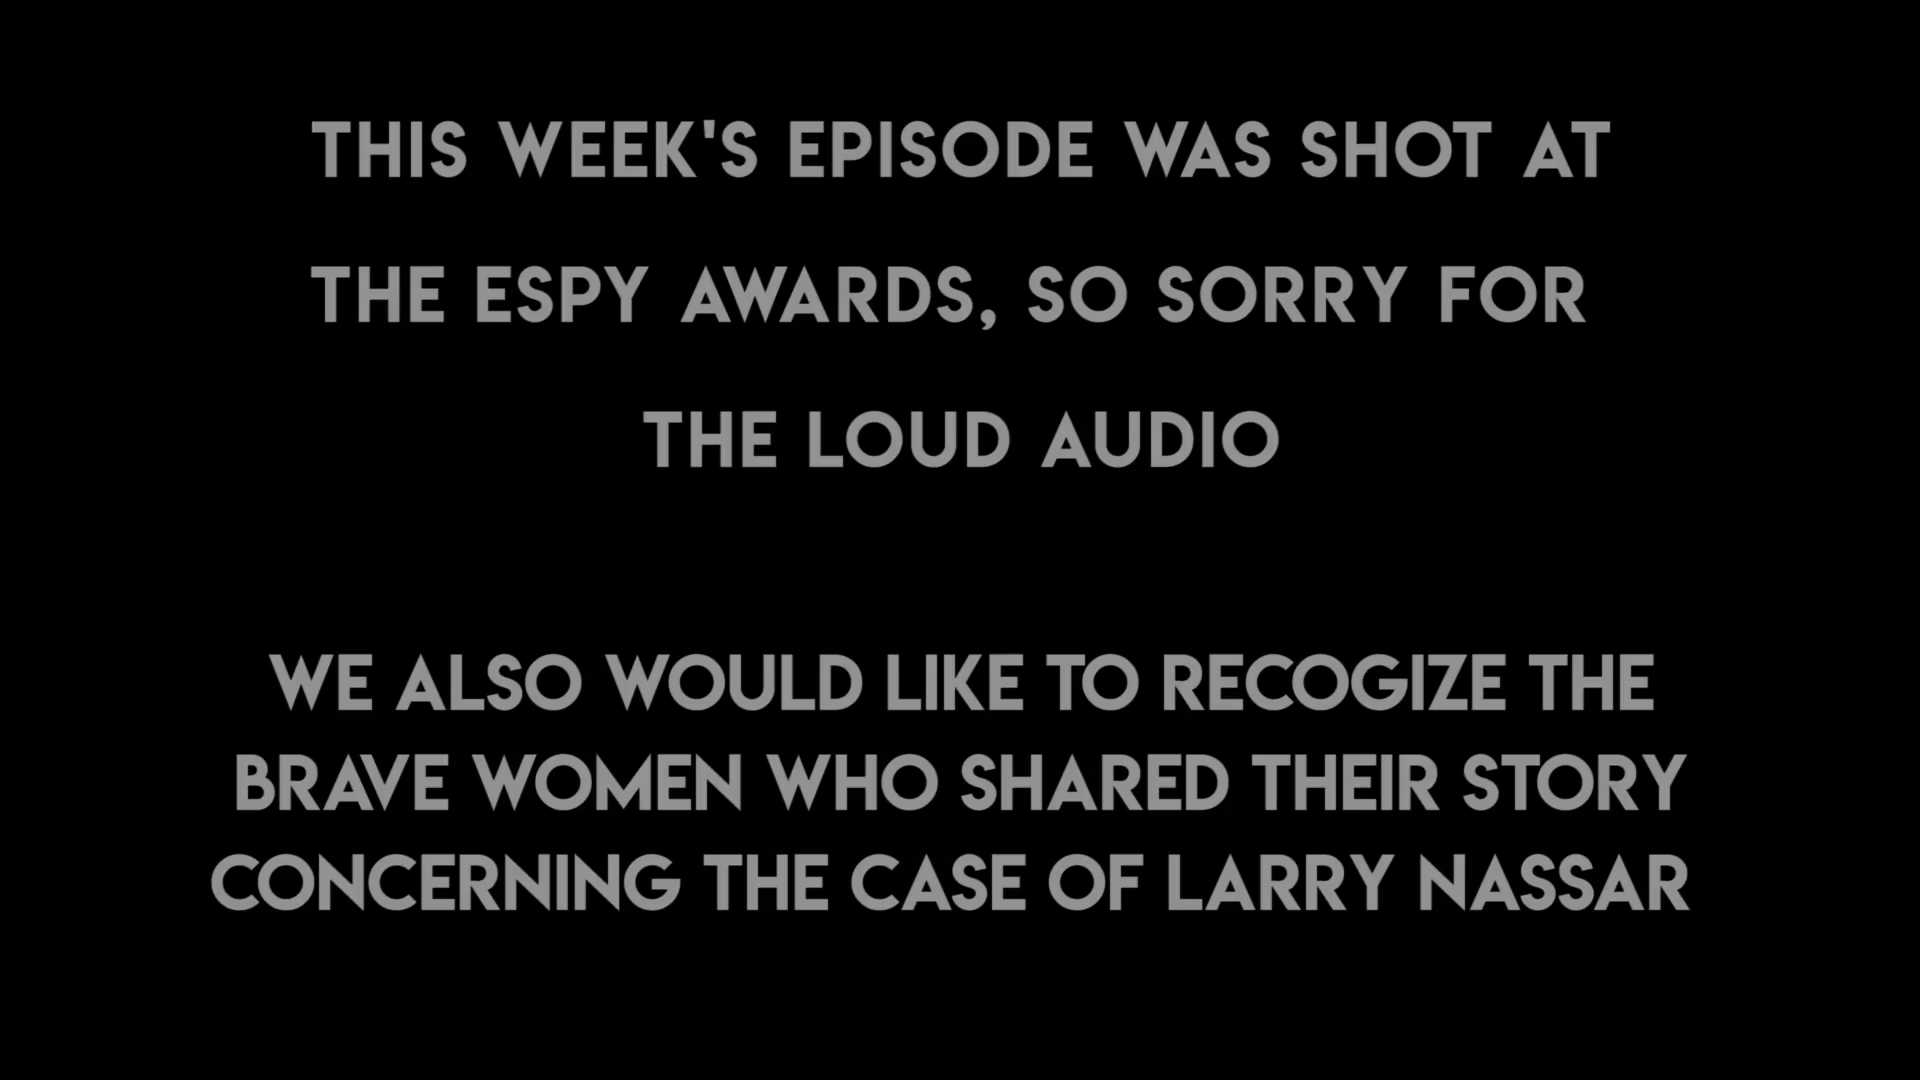 THIS WEEK'S EPISODE WAS SHOT AT
THE ESPY AWARDS, SO SORRY FOR
THE LOUD AUDIO
WE ALSO WOULD LIKE TO RECOGIZE THE
BRAVE WOMEN WHO SHARED THEIR STORY
CONCERNING THE CASE OF LARRY NASSAR